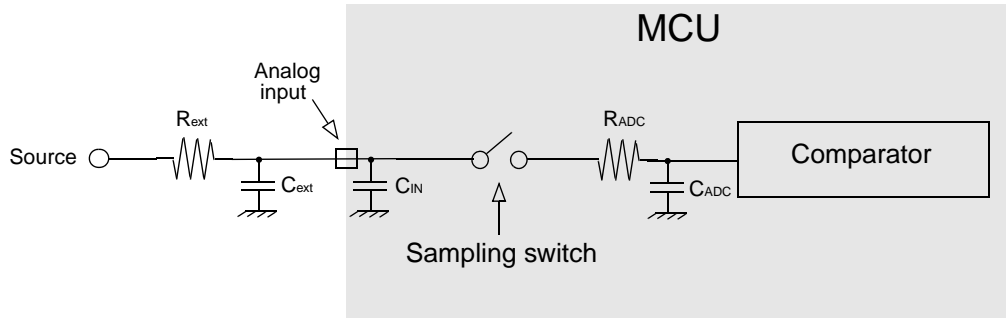 MCU
Analog
input
Rext
RADC
Source
Comparator
Cext
CIN
CADC
Sampling switch